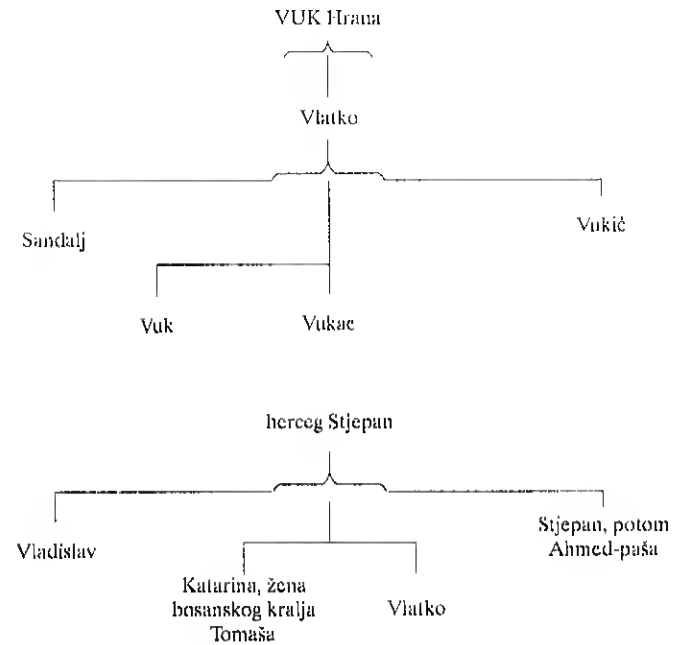 VUK Hrana
Vlatko
Sandalj
Vukić
Vuk
Vukac
herceg Stjepan
Vladislav
Stjepan, potom
Ahmed-paša
Katarina, žena
bosanskog kralja
Tomaša
Vlatko